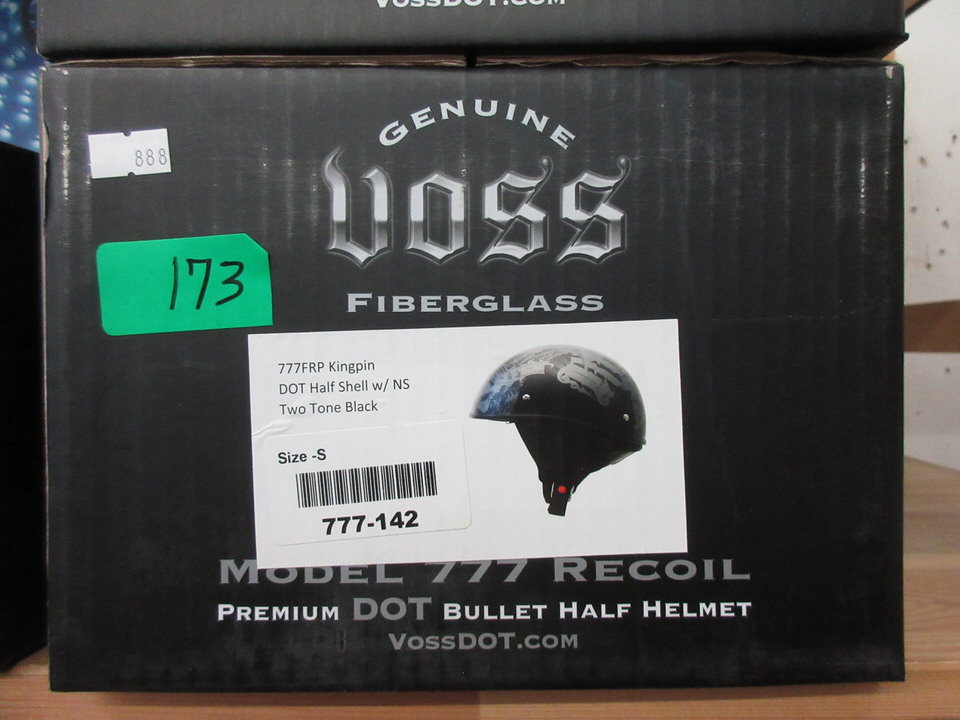 VossDOT.com
GENUINE
888
VOSS
173
FIBERGLASS
777FRP Kingpin
DOT Half Shell w/ NS
Two Tone Black
Size -S
777-142
MODEL 777 RECOIL
PREMIUM DOT BULLET HALF HELMET
VOSSDOT.COM